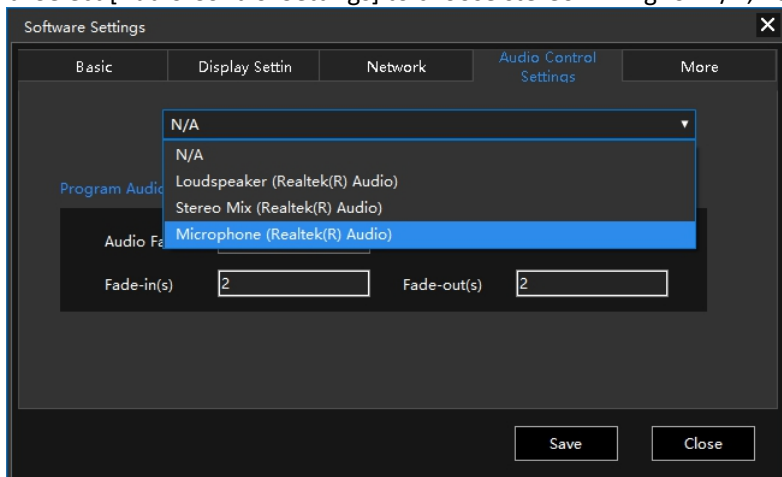 Software Settings
Basic
Display Settin
Network
Audio Control
Settings
More
N/A
N/A
Loudspeaker (Realtek(R) Audio)
Stereo Mix (Realtek(R) Audio)
Microphone (Realtek(R) Audio)
Program Audio
Audio Fa
Fade-in(s)
2
Fade-out(s)
2
Save
Close